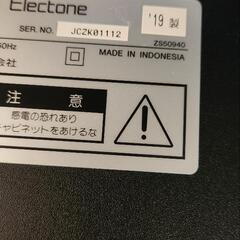 Electone
'19 製
SER. NO. JCZK01112
60Hz
ZS50940
会社
MADE IN INDONESIA
注 意
感電の恐れあり
キャビネットをあけるな